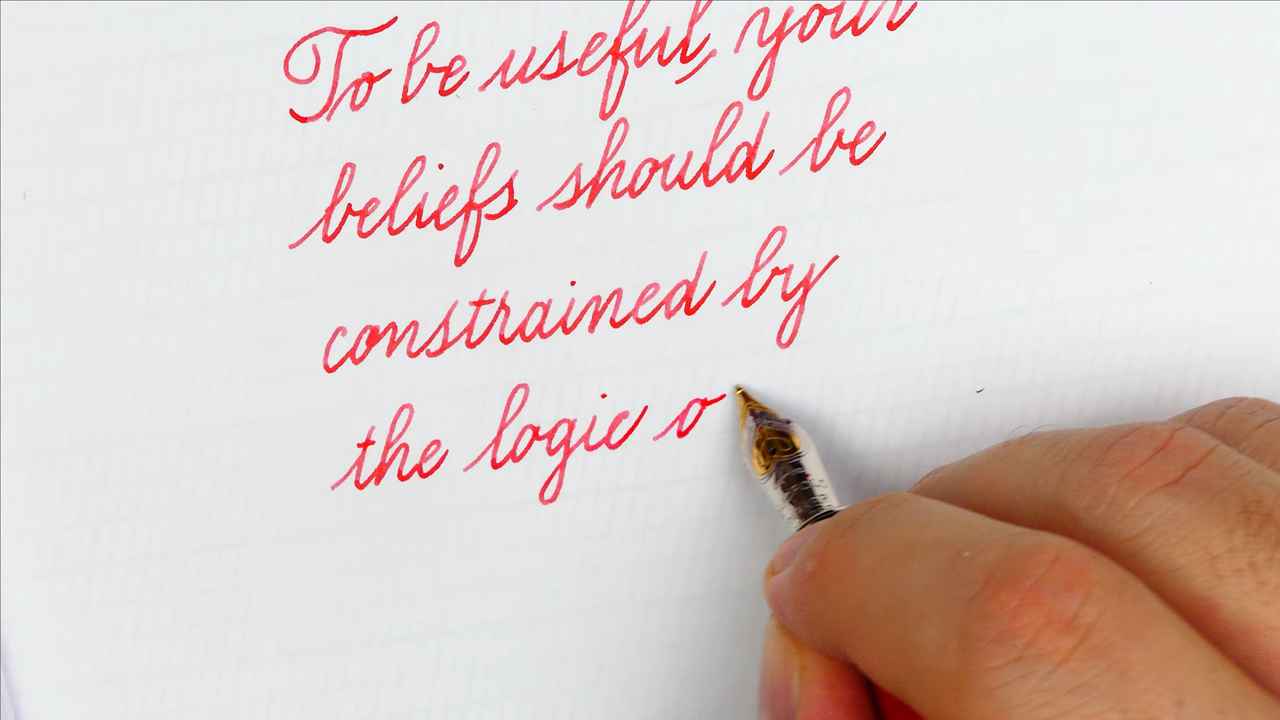 To be useful, your
beliefs should be
constrained by
the logic o